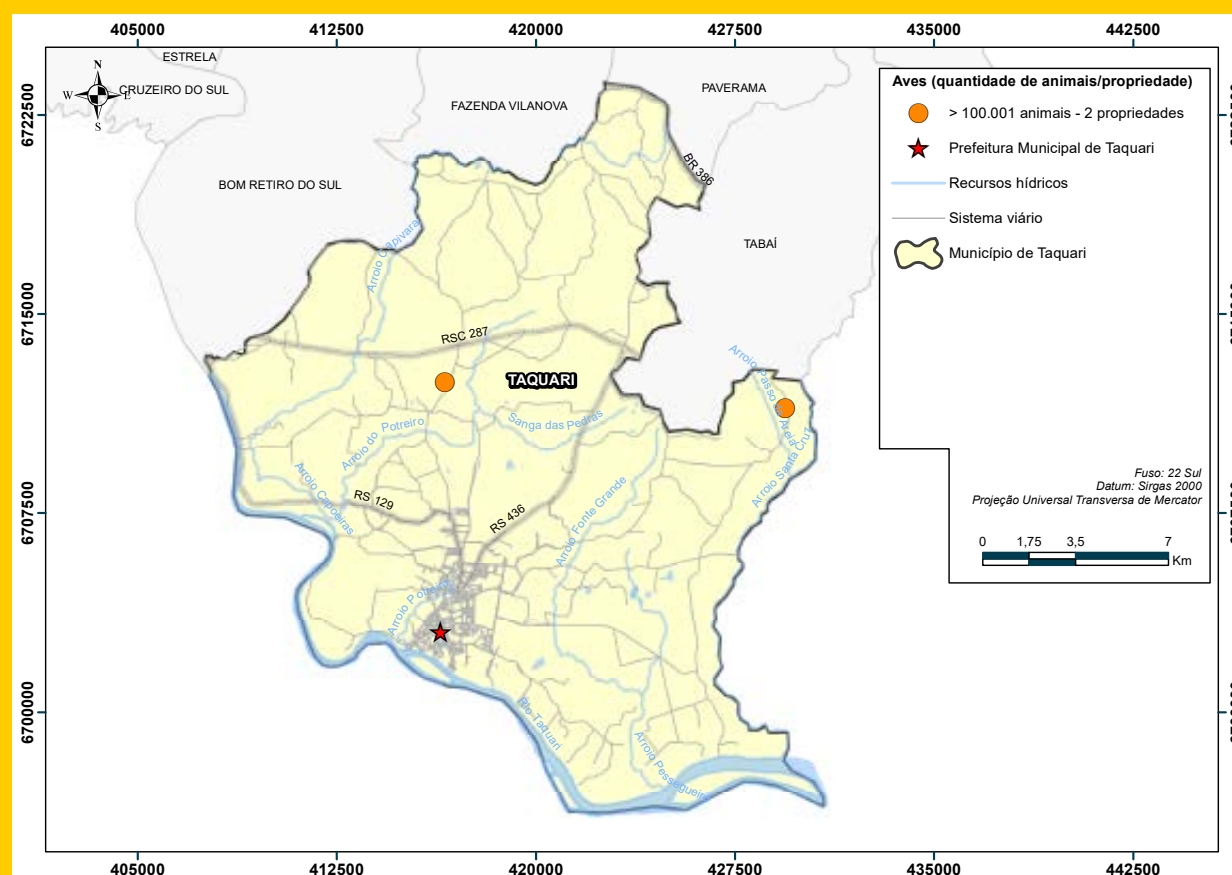 405000 412500 420000 427500 435000 442500
ESTRELA
CRUZEIRO DO SUL
N
W E
S
FAZENDA VILANOVA
PAVERAMA
BOM RETIRO DO SUL
BR 386
TABAÍ
6722500
6715000
6707500
6700000
Arroio Capivara
RSC 287
TAQUARI
Arroio Passo da Areia
Arroio do Potreiro
Sanga das Pedras
Arroio Santa Cruz
Arroio Capoeiras
RS 129
RS 436
Arroio Fonte Grande
Arroio
Rio Taquari
Arroio Pessegueiro
Aves (quantidade de animais/propriedade)
> 100.001 animais - 2 propriedades
Prefeitura Municipal de Taquari
Recursos hídricos
Sistema viário
Município de Taquari
Fuso: 22 Sul
Datum: Sirgas 2000
Projeção Universal Transversa de Mercator
0 1,75 3,5 7
Km
405000 412500 420000 427500 435000 442500